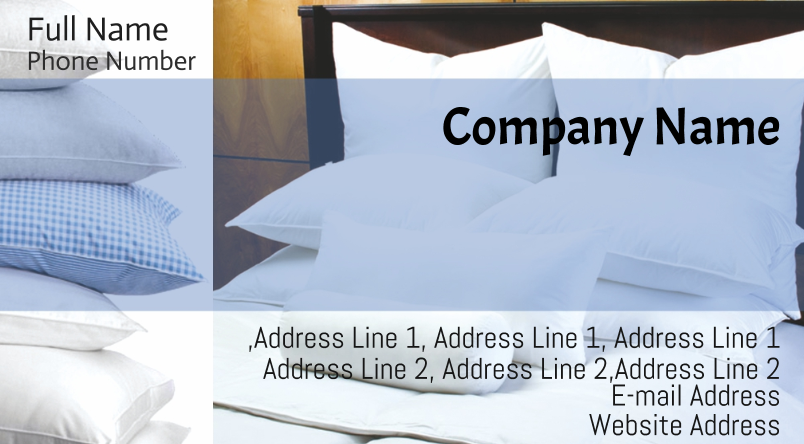 Full Name
Phone Number
Company Name
,Address Line 1, Address Line 1, Address Line 1
Address Line 2, Address Line 2,Address Line 2
E-mail Address
Website Address